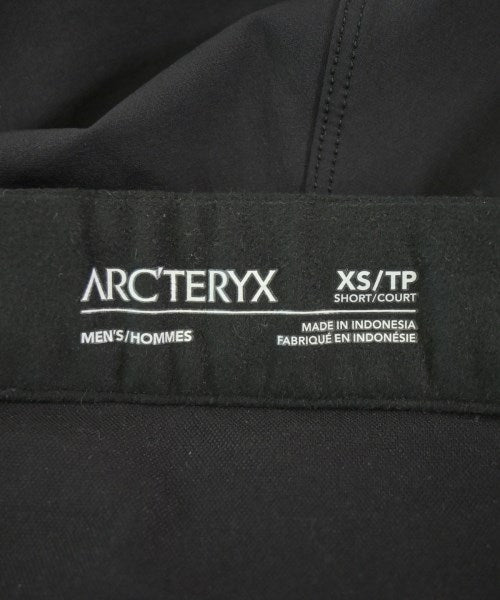 ARC'TERYX
MEN'S/HOMMES
XS/TP
SHORT/COURT
MADE IN INDONESIA
FABRIQUÉ EN INDONÉSIE